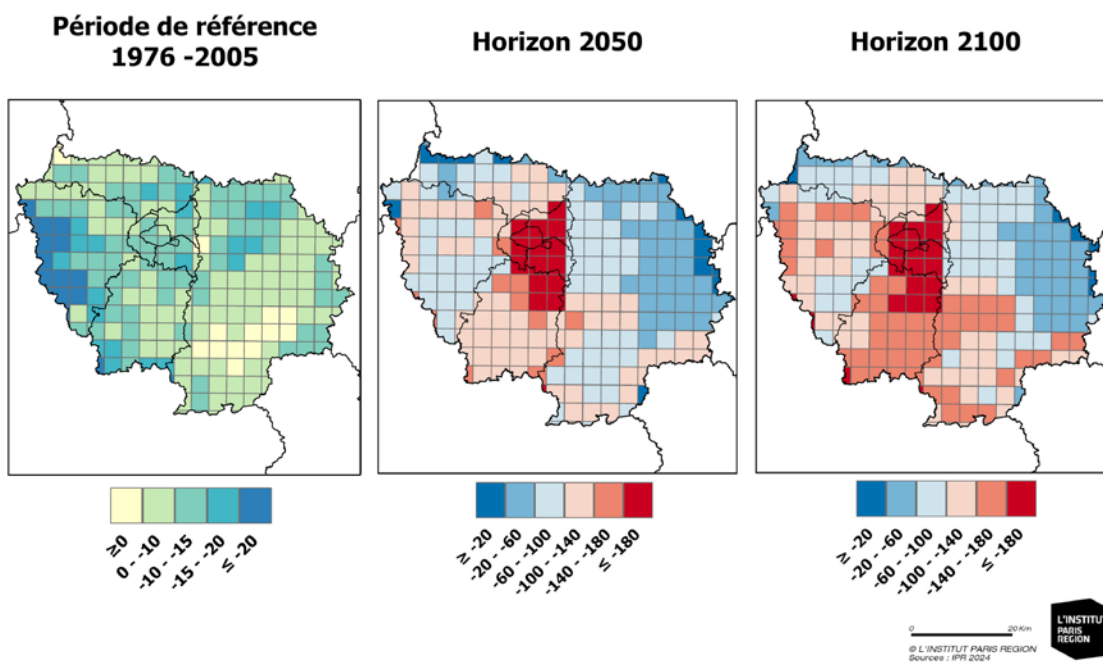 Période de référence
1976 -2005
Horizon 2050
Horizon 2100
≥0
0 - -10
-10 - -15
-15 - -20
≤ -20
≥ -20
-20 - -60
-60 - -100
-100 - -140
-140 - -180
≤ -180
≥ -20
-20 - -60
-60 - -100
-100 - -140
-140 - -180
≤ -180
0 20 Km
© L'INSTITUT PARIS REGION
Sources : IPR 2024
L'INSTITUT
PARIS
REGION